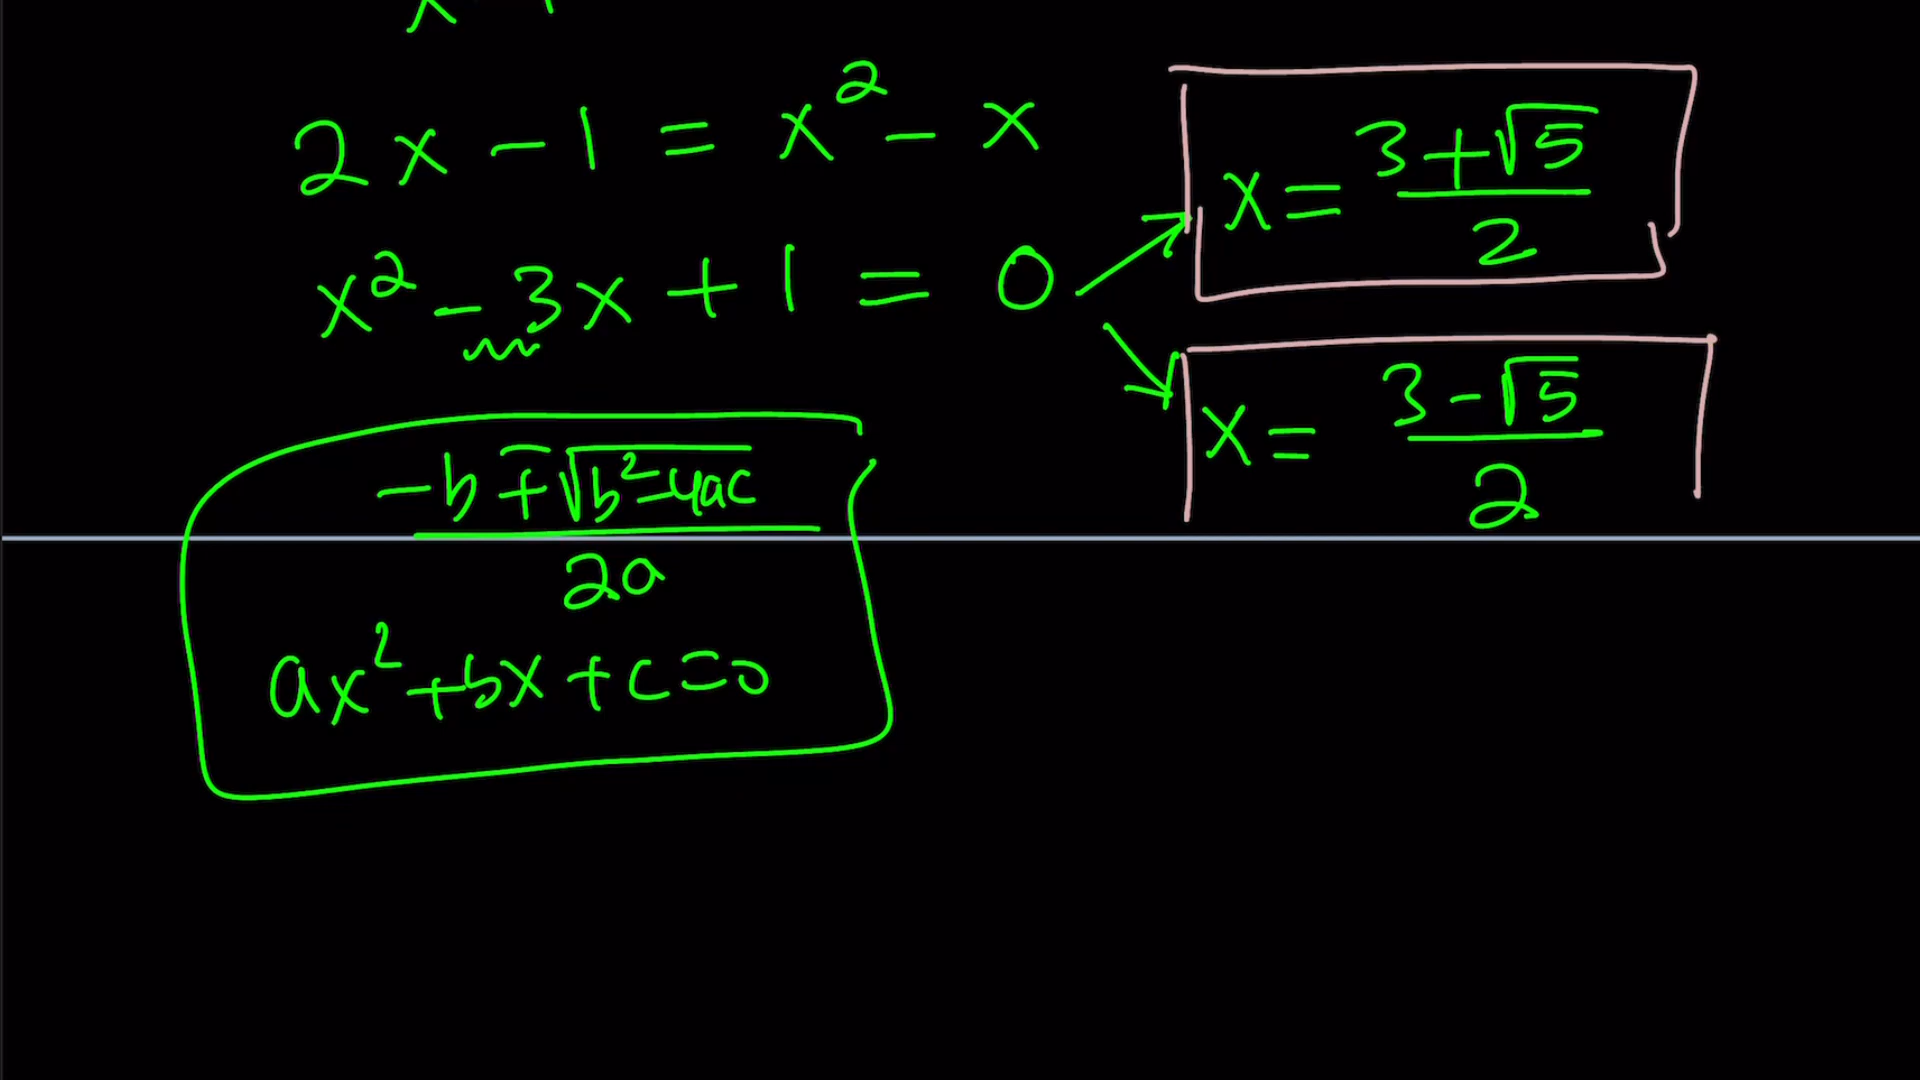 2x - 1 = x² - x
x² - 3x + 1 = 0
x = (3 + √5)/2
x = (3 - √5)/2
(-b ∓ √(b² - 4ac))/2a
ax² + bx + c = 0